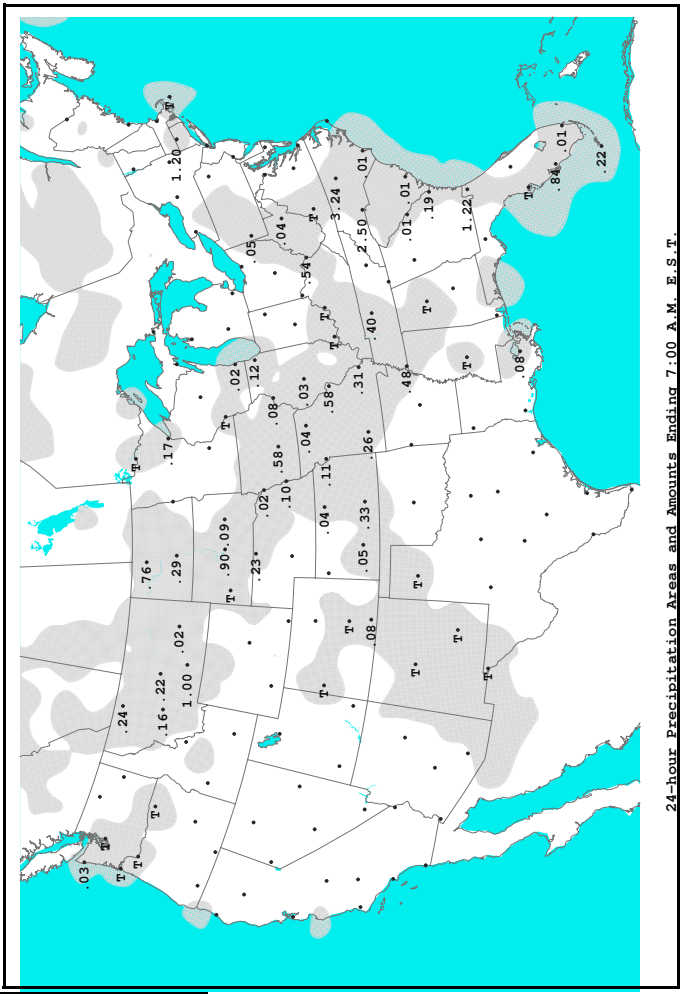 .03
T
T
.24
T
T
.76
T
.16
.22
.17
T
.29
1.20
.02
1.00
.90
.09
T
T
.02
.05
.12
.23
.02
.08
.58
.04
.10
.03
.04
.54
T
T
.04
T
.11
.58
T
3.24
T
.31
.05
2.50
.01
.33
.26
.08
.40
.48
.01
.01
T
T
T
.19
T
T
1.22
T
.08
T
.84
.01
.22
24-hour Precipitation Areas and Amounts Ending 7:00 A.M. E.S.T.